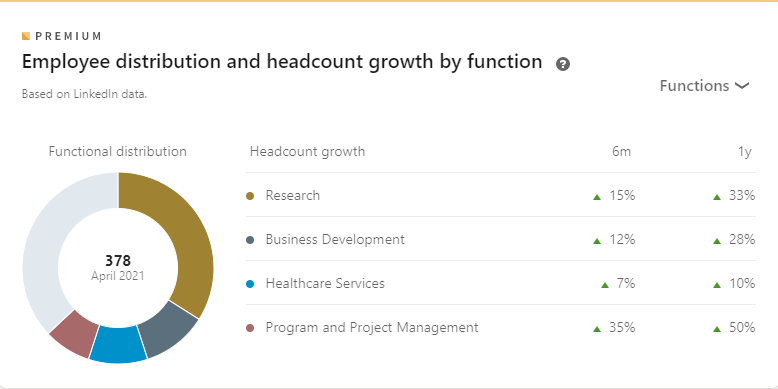 PREMIUM
Employee distribution and headcount growth by function ?
Based on LinkedIn data.
Functions
Functional distribution
378
April 2021
Headcount growth 6m 1y
Research 15% 33%
Business Development 12% 28%
Healthcare Services 7% 10%
Program and Project Management 35% 50%